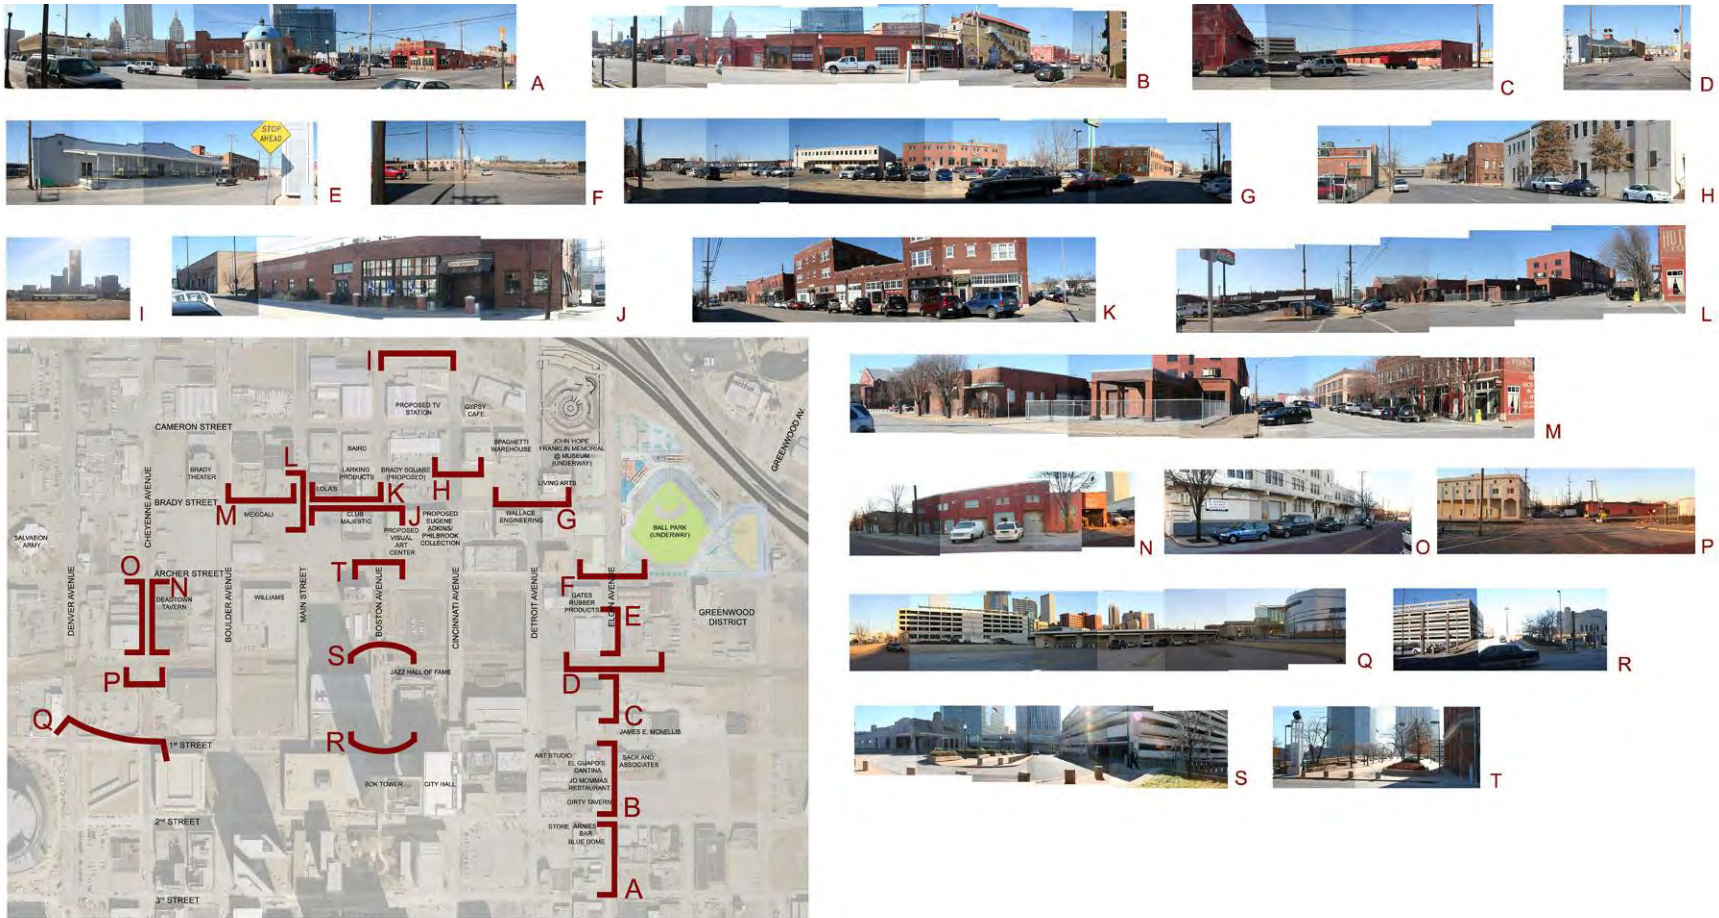 A
B
C
D
STOP
AHEAD
E
F
G
H
I
J
K
L
M
N
O
P
Q
R
S
T
I
PROPOSED TV
STATION
GYPSY
CAFE
CAMERON STREET
GREENWOOD AV.
BAIRD
SPAGHETTI
WAREHOUSE
JOHN HOPE
FRANKLIN MEMORIAL
@ MUSEUM
(UNDERWAY)
L
BRADY
THEATER
LARKING
PRODUCTS
BRADY SQUARE
(PROPOSED)
H
LOLA'S
K
LIVING ARTS
CHEYENNE AVENUE
BRADY STREET
M
MEXICALI
CLUB
MAJESTIC
J
PROPOSED
VISUAL
ART
CENTER
PROPOSED
EUGENE
ADKINS/
PHILBROOK
COLLECTION
WALLACE
ENGINEERING
G
BALL PARK
(UNDERWAY)
SALVATION
ARMY
O
ARCHER STREET
N
T
F
DENVER AVENUE
DEADTOWN
TAVERN
BOULDER AVENUE
WILLIAMS
MAIN STREET
BOSTON AVENUE
CINCINNATI AVENUE
DETROIT AVENUE
GATES
RUBBER
PRODUCTS
ELGIN AVENUE
E
GREENWOOD
DISTRICT
S
JAZZ HALL OF FAME
P
D
C
Q
1st STREET
R
JAMES E. MCNELLIS
ART STUDIO
EL GUAPO'S
CANTINA
SACK AND
ASSOCIATES
BOK TOWER
CITY HALL
JO MOMMAS
RESTAURANT
DIRTY TAVERN
B
2nd STREET
STORE
ARNIES
BAR
BLUE DOME
A
3rd STREET